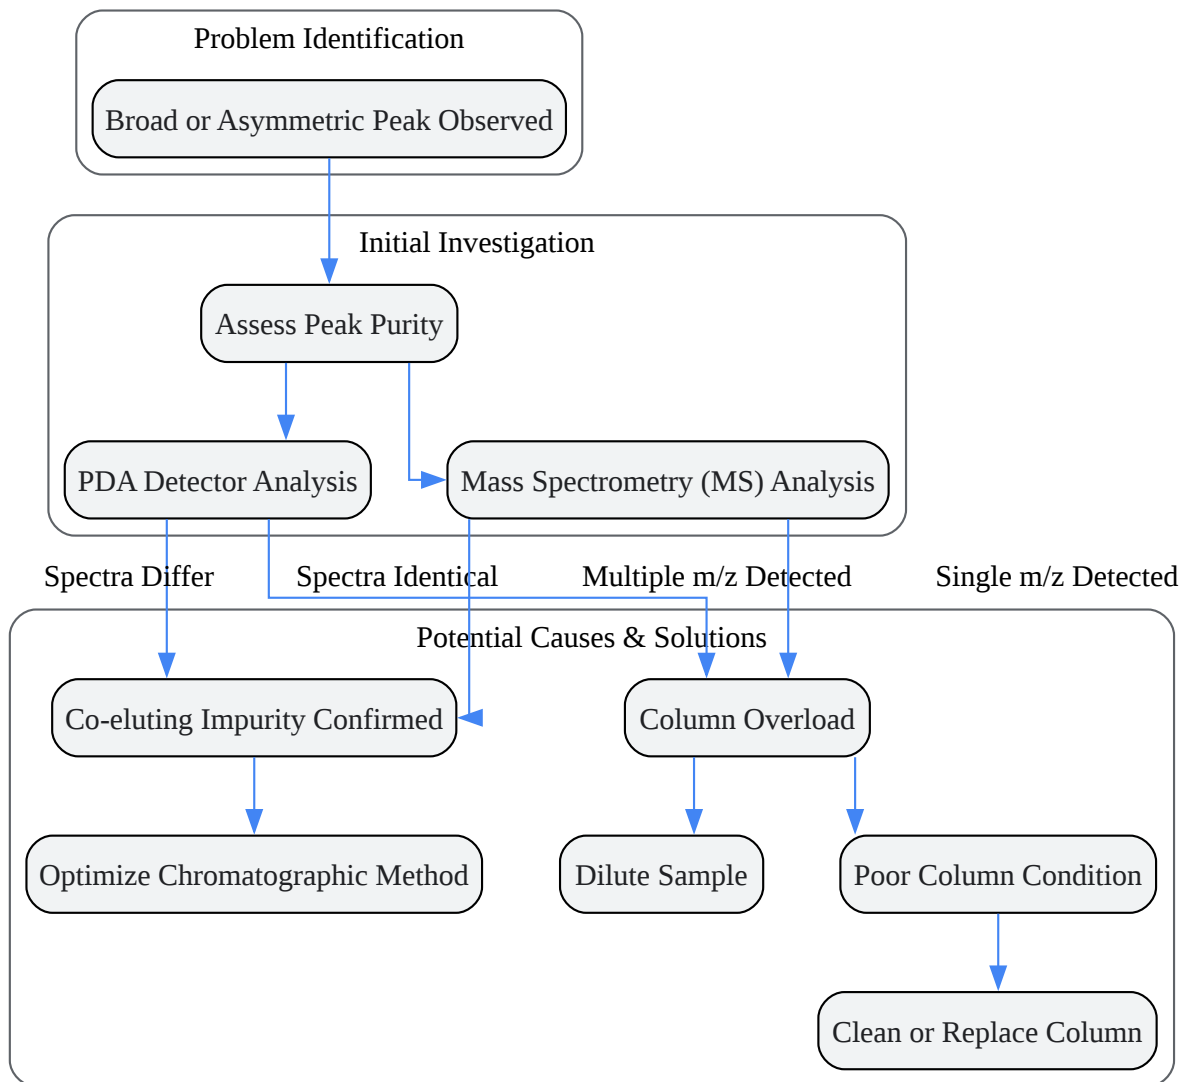 Problem Identification
Broad or Asymmetric Peak Observed
Initial Investigation
Assess Peak Purity
PDA Detector Analysis
Mass Spectrometry (MS) Analysis
Spectra Differ
Spectra Identical
Multiple m/z Detected
Single m/z Detected
Potential Causes & Solutions
Co-eluting Impurity Confirmed
Column Overload
Optimize Chromatographic Method
Dilute Sample
Poor Column Condition
Clean or Replace Column